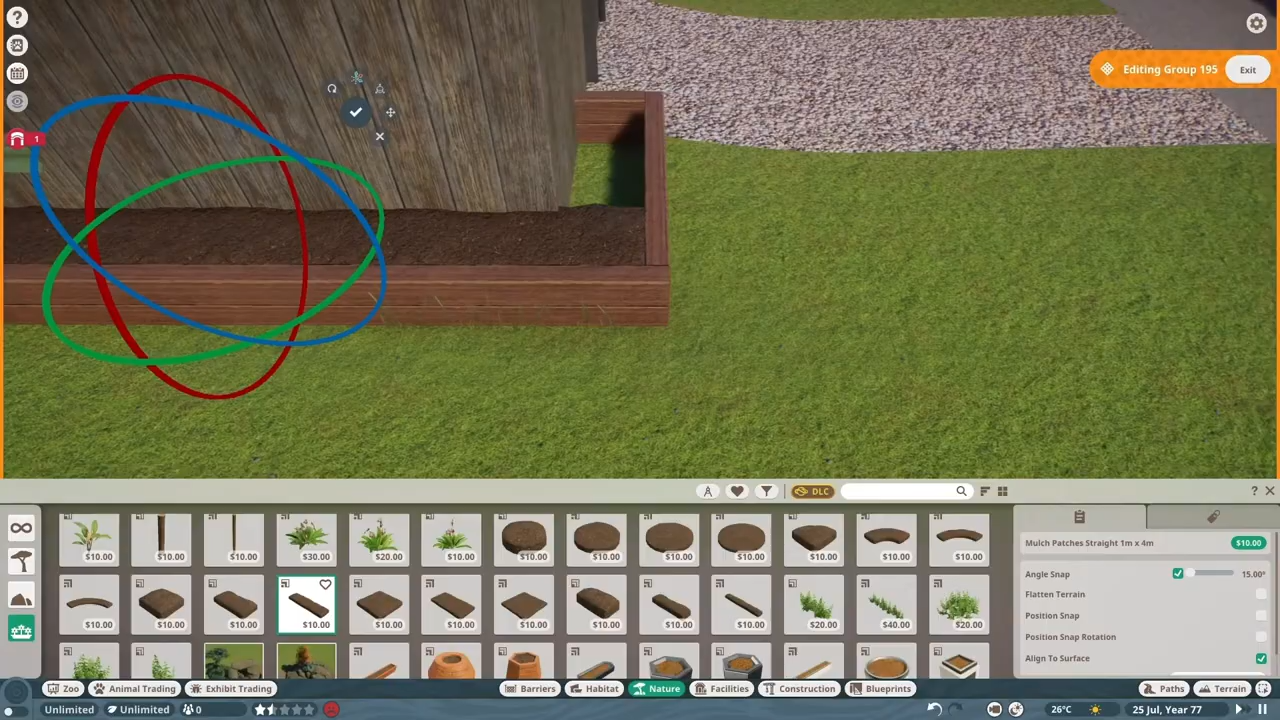 ?
Editing Group 195
Exit
1
DLC
?
$10.00 $10.00 $10.00 $30.00 $20.00 $10.00 $10.00 $10.00 $10.00 $10.00 $10.00 $10.00 $10.00
$10.00 $10.00 $10.00 $10.00 $10.00 $10.00 $10.00 $10.00 $10.00 $10.00 $20.00 $40.00 $20.00
Mulch Patches Straight 1m x 4m $10.00
Angle Snap 15.00°
Flatten Terrain
Position Snap
Position Snap Rotation
Align To Surface
Zoo Animal Trading Exhibit Trading Barriers Habitat Nature Facilities Construction Blueprints Paths Terrain
Unlimited Unlimited 0 26°C 25 Jul, Year 77